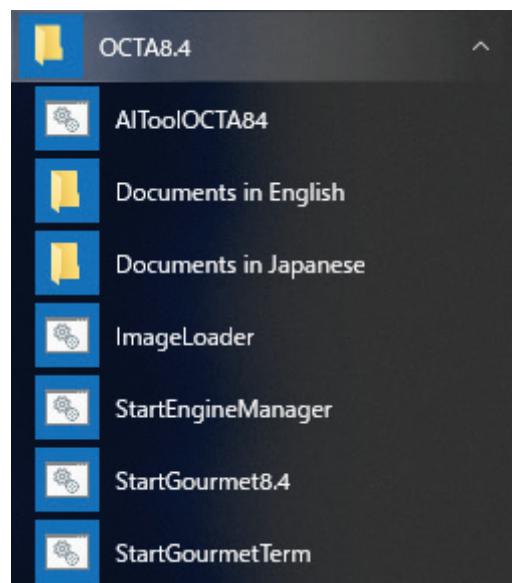 OCTA8.4
AIToolOCTA84
Documents in English
Documents in Japanese
ImageLoader
StartEngineManager
StartGourmet8.4
StartGourmetTerm